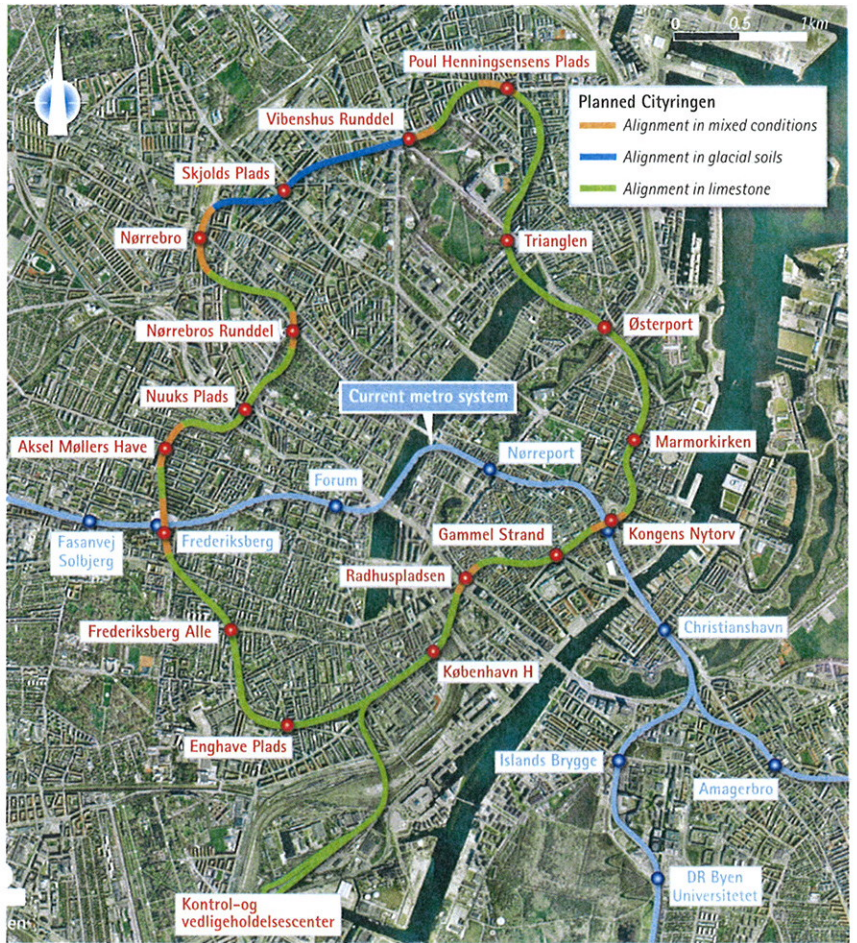 0 0.5 1km
Poul Henningsensens Plads
Planned Cityringen
Alignment in mixed conditions
Alignment in glacial soils
Alignment in limestone
Vibenshus Runddel
Skjolds Plads
Nørrebro
Trianglen
Nørrebros Runddel
Østerport
Nuuks Plads
Current metro system
Aksel Møllers Have
Marmorkirken
Nørreport
Forum
Gammel Strand
Kongens Nytorv
Fasanvej
Solbjerg
Frederiksberg
Radhuspladsen
Frederiksberg Alle
Christianshavn
København H
Enghave Plads
Islands Brygge
Amagerbro
DR Byen
Universitetet
Kontrol-og
vedligeholdelsescenter
en